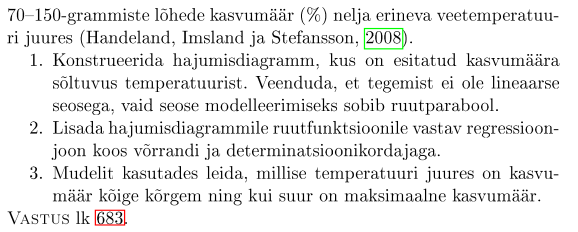 70–150-grammiste lõhede kasvumäär (%) nelja erineva veetemperatuu-
ri juures (Handeland, Imsland ja Stefansson, 2008).
1. Konstrueerida hajumisdiagramm, kus on esitatud kasvumäära
sõltuvus temperatuurist. Veenduda, et tegemist ei ole lineaarse
seosega, vaid seose modelleerimiseks sobib ruutparabool.
2. Lisada hajumisdiagrammile ruutfunktsioonile vastav regressioon-
joon koos võrrandi ja determinatsioonikordajaga.
3. Mudelit kasutades leida, millise temperatuuri juures on kasvu-
määr kõige kõrgem ning kui suur on maksimaalne kasvumäär.
VASTUS lk 683.